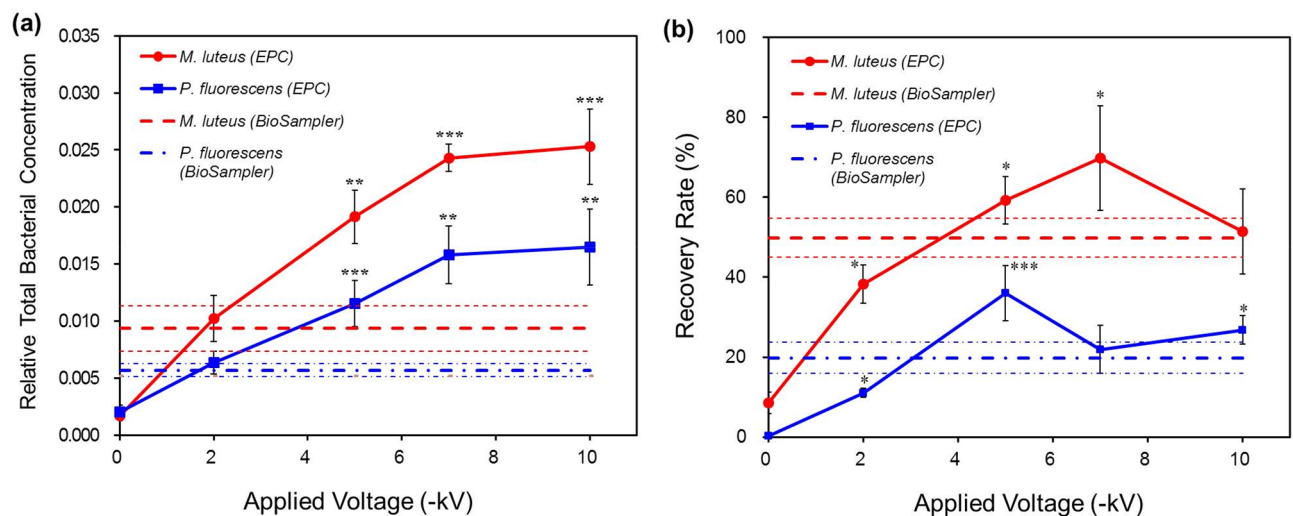 (a)
Relative Total Bacterial Concentration
0.035
0.030
0.025
0.020
0.015
0.010
0.005
0.000
M. luteus (EPC)
P. fluorescens (EPC)
M. luteus (BioSampler)
P. fluorescens
(BioSampler)
**
***
***
***
**
**
0
2
4
6
8
10
Applied Voltage (-kV)
(b)
Recovery Rate (%)
100
80
60
40
20
0
M. luteus (EPC)
M. luteus (BioSampler)
P. fluorescens (EPC)
P. fluorescens
(BioSampler)
*
*
*
*
***
*
0
2
4
6
8
10
Applied Voltage (-kV)